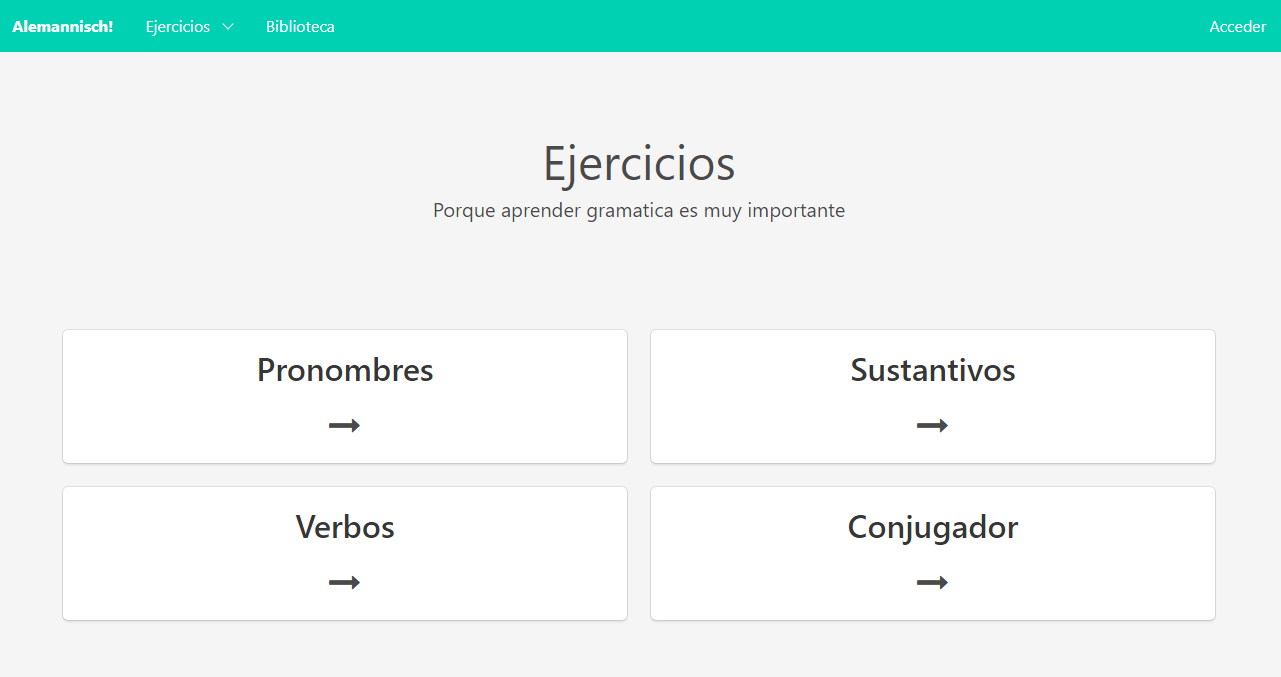 Alemannisch! Ejercicios Biblioteca Acceder
Ejercicios
Porque aprender gramatica es muy importante
Pronombres Sustantivos
Verbos Conjugador